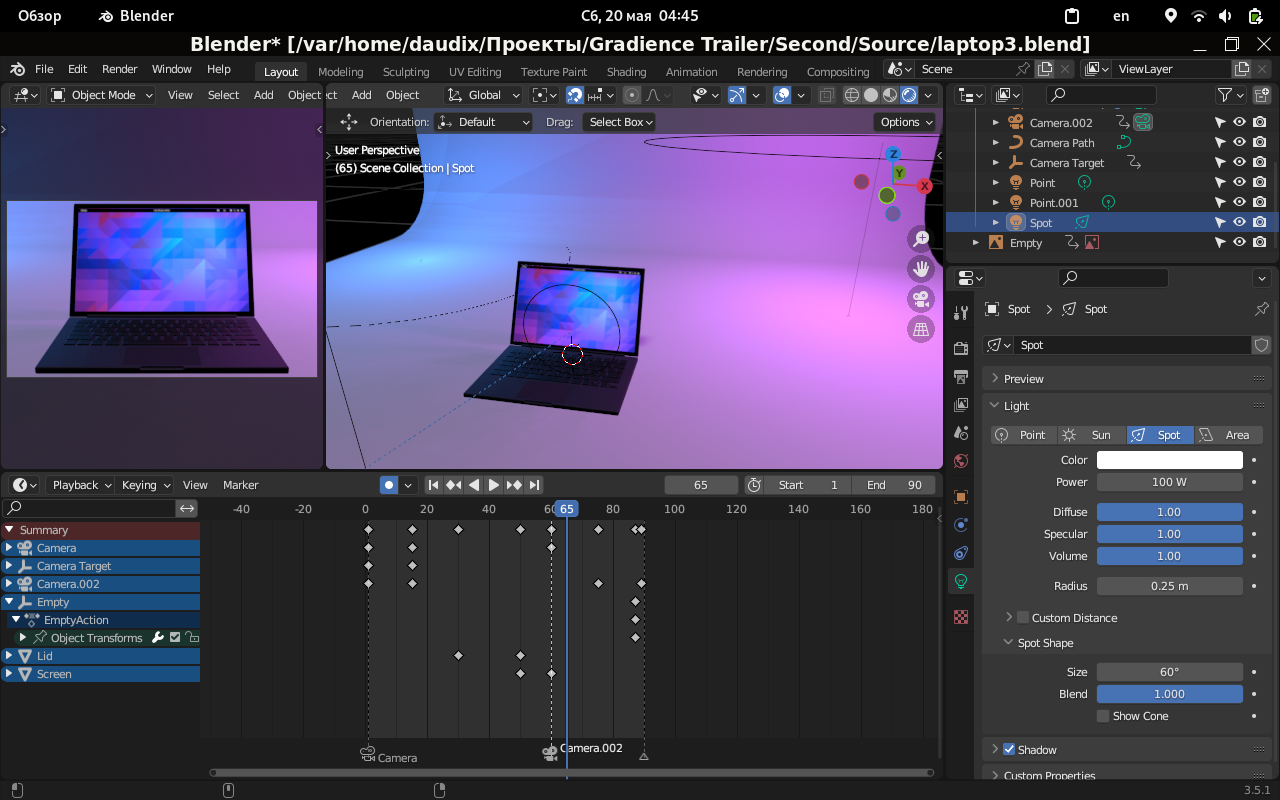 Обзор Blender Сб, 20 мая 04:45 en
Blender* [/var/home/daudix/Проекты/Gradience Trailer/Second/Source/laptop3.blend]
File Edit Render Window Help Layout Modeling Sculpting UV Editing Texture Paint Shading Animation Rendering Compositing Scene ViewLayer
Object Mode View Select Add Object
ct Add Object Global
Orientation: Default Drag: Select Box Options
User Perspective
(65) Scene Collection | Spot
Z
Y
X
Camera.002
Camera Path
Camera Target
Point
Point.001
Spot
Empty
Spot Spot
Spot
Preview
Light
Point Sun Spot Area
Color
Power 100 W
Diffuse 1.00
Specular 1.00
Volume 1.00
Radius 0.25 m
Custom Distance
Spot Shape
Size 60°
Blend 1.000
Show Cone
Shadow
Custom Properties
Playback Keying View Marker 65 Start 1 End 90
-40 -20 0 20 40 60 65 80 100 120 140 160 180
Summary
Camera
Camera Target
Camera.002
Empty
EmptyAction
Object Transforms
Lid
Screen
Camera Camera.002
3.5.1